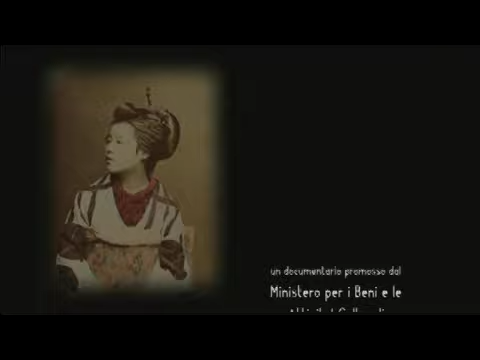 un documentario promosso dal
Ministero per i Beni e le